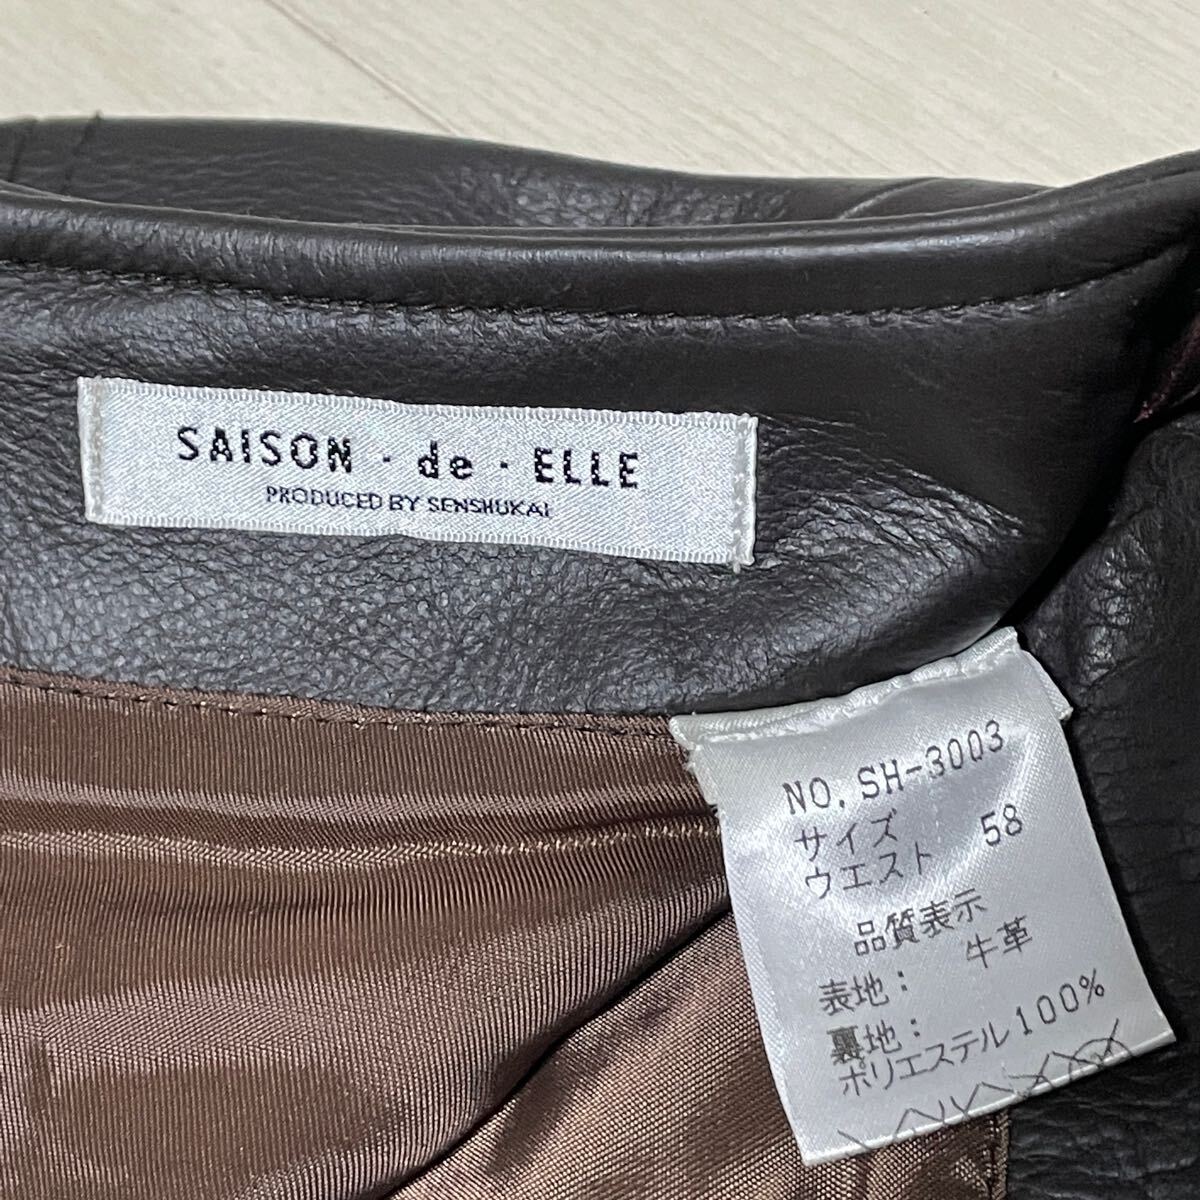 SAISON · de · ELLE
PRODUCED BY SENSHUKAI
NO. SH-3003
サイズ
ウエスト 58
品質表示
表地: 牛革
裏地:
ポリエステル100%